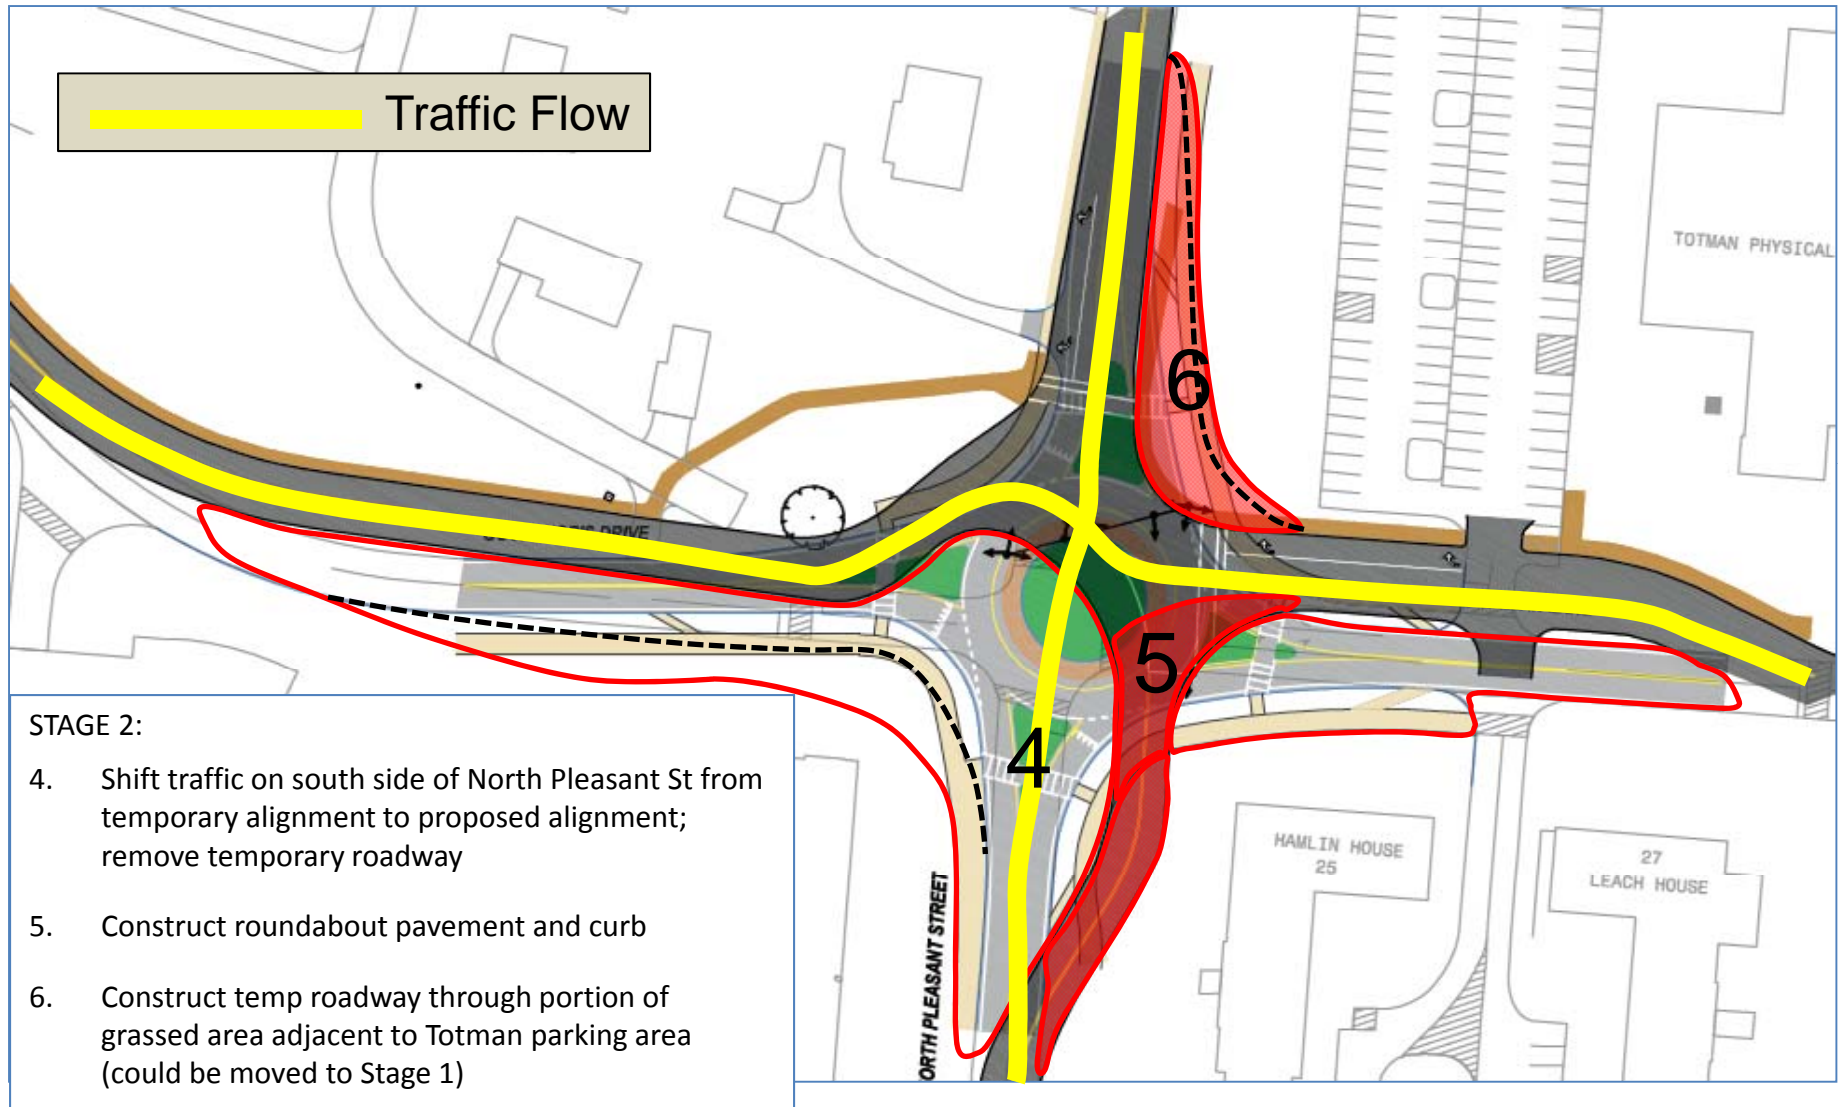 Traffic Flow
TOTMAN PHYSICAL
6
DRIVE
5
4
HAMLIN HOUSE
25
27
LEACH HOUSE
ORTH PLEASANT STREET
STAGE 2:
4. Shift traffic on south side of North Pleasant St from
temporary alignment to proposed alignment;
remove temporary roadway
5. Construct roundabout pavement and curb
6. Construct temp roadway through portion of
grassed area adjacent to Totman parking area
(could be moved to Stage 1)